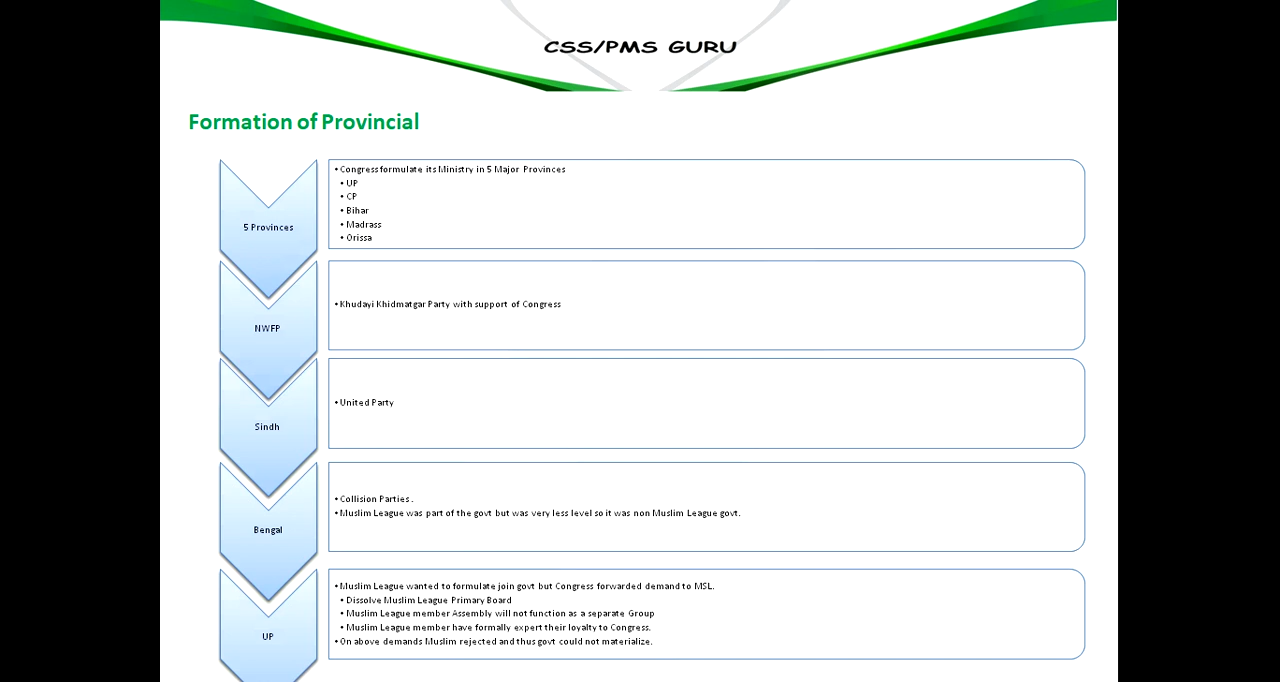 CSS/PMS GURU
Formation of Provincial
5 Provinces
• Congress formulate its Ministry in 5 Major Provinces
• UP
• CP
• Bihar
• Madrass
• Orissa
NWFP
• Khudayi Khidmatgar Party with support of Congress
Sindh
• United Party
Bengal
• Collision Parties .
• Muslim League was part of the govt but was very less level so it was non Muslim League govt.
UP
• Muslim League wanted to formulate join govt but Congress forwarded demand to MSL.
• Dissolve Muslim League Primary Board
• Muslim League member Assembly will not function as a separate Group
• Muslim League member have formally expert their loyalty to Congress.
• On above demands Muslim rejected and thus govt could not materialize.